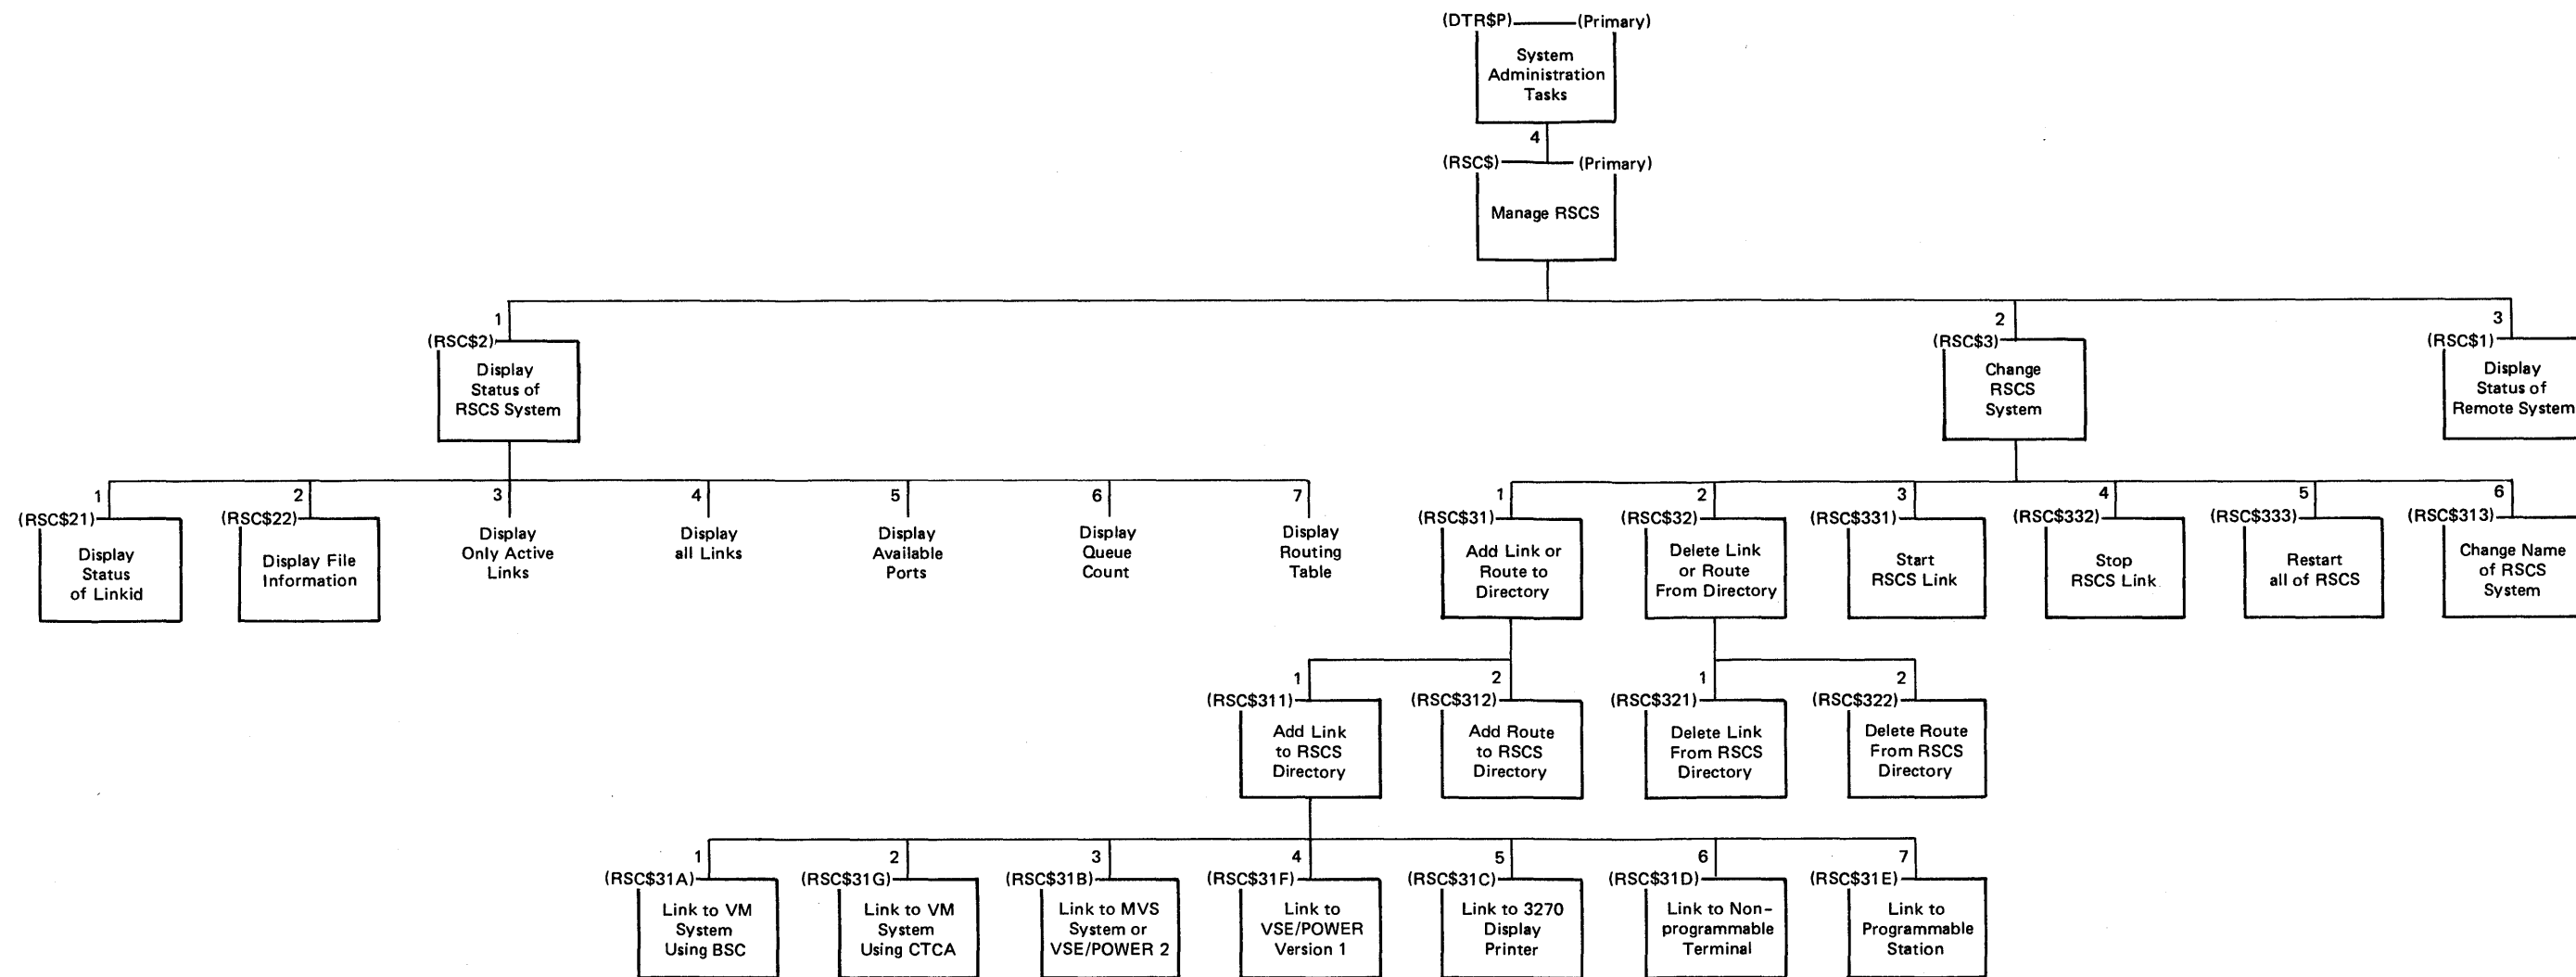 (DTR$P) (Primary)
System
Administration
Tasks
4
(RSC$) (Primary)
Manage RSCS
1
(RSC$2)
Display
Status of
RSCS System
2
(RSC$3)
Change
RSCS
System
3
(RSC$1)
Display
Status of
Remote System
1
(RSC$21)
Display
Status
of Linkid
2
(RSC$22)
Display File
Information
3
Display
Only Active
Links
4
Display
all Links
5
Display
Available
Ports
6
Display
Queue
Count
7
Display
Routing
Table
1
(RSC$31)
Add Link or
Route to
Directory
2
(RSC$32)
Delete Link
or Route
From Directory
3
(RSC$331)
Start
RSCS Link
4
(RSC$332)
Stop
RSCS Link
5
(RSC$333)
Restart
all of RSCS
6
(RSC$313)
Change Name
of RSCS
System
1
(RSC$311)
Add Link
to RSCS
Directory
2
(RSC$312)
Add Route
to RSCS
Directory
1
(RSC$321)
Delete Link
From RSCS
Directory
2
(RSC$322)
Delete Route
From RSCS
Directory
1
(RSC$31A)
Link to VM
System
Using BSC
2
(RSC$31G)
Link to VM
System
Using CTCA
3
(RSC$31B)
Link to MVS
System or
VSE/POWER 2
4
(RSC$31F)
Link to
VSE/POWER
Version 1
5
(RSC$31C)
Link to 3270
Display
Printer
6
(RSC$31D)
Link to Non-
programmable
Terminal
7
(RSC$31E)
Link to
Programmable
Station